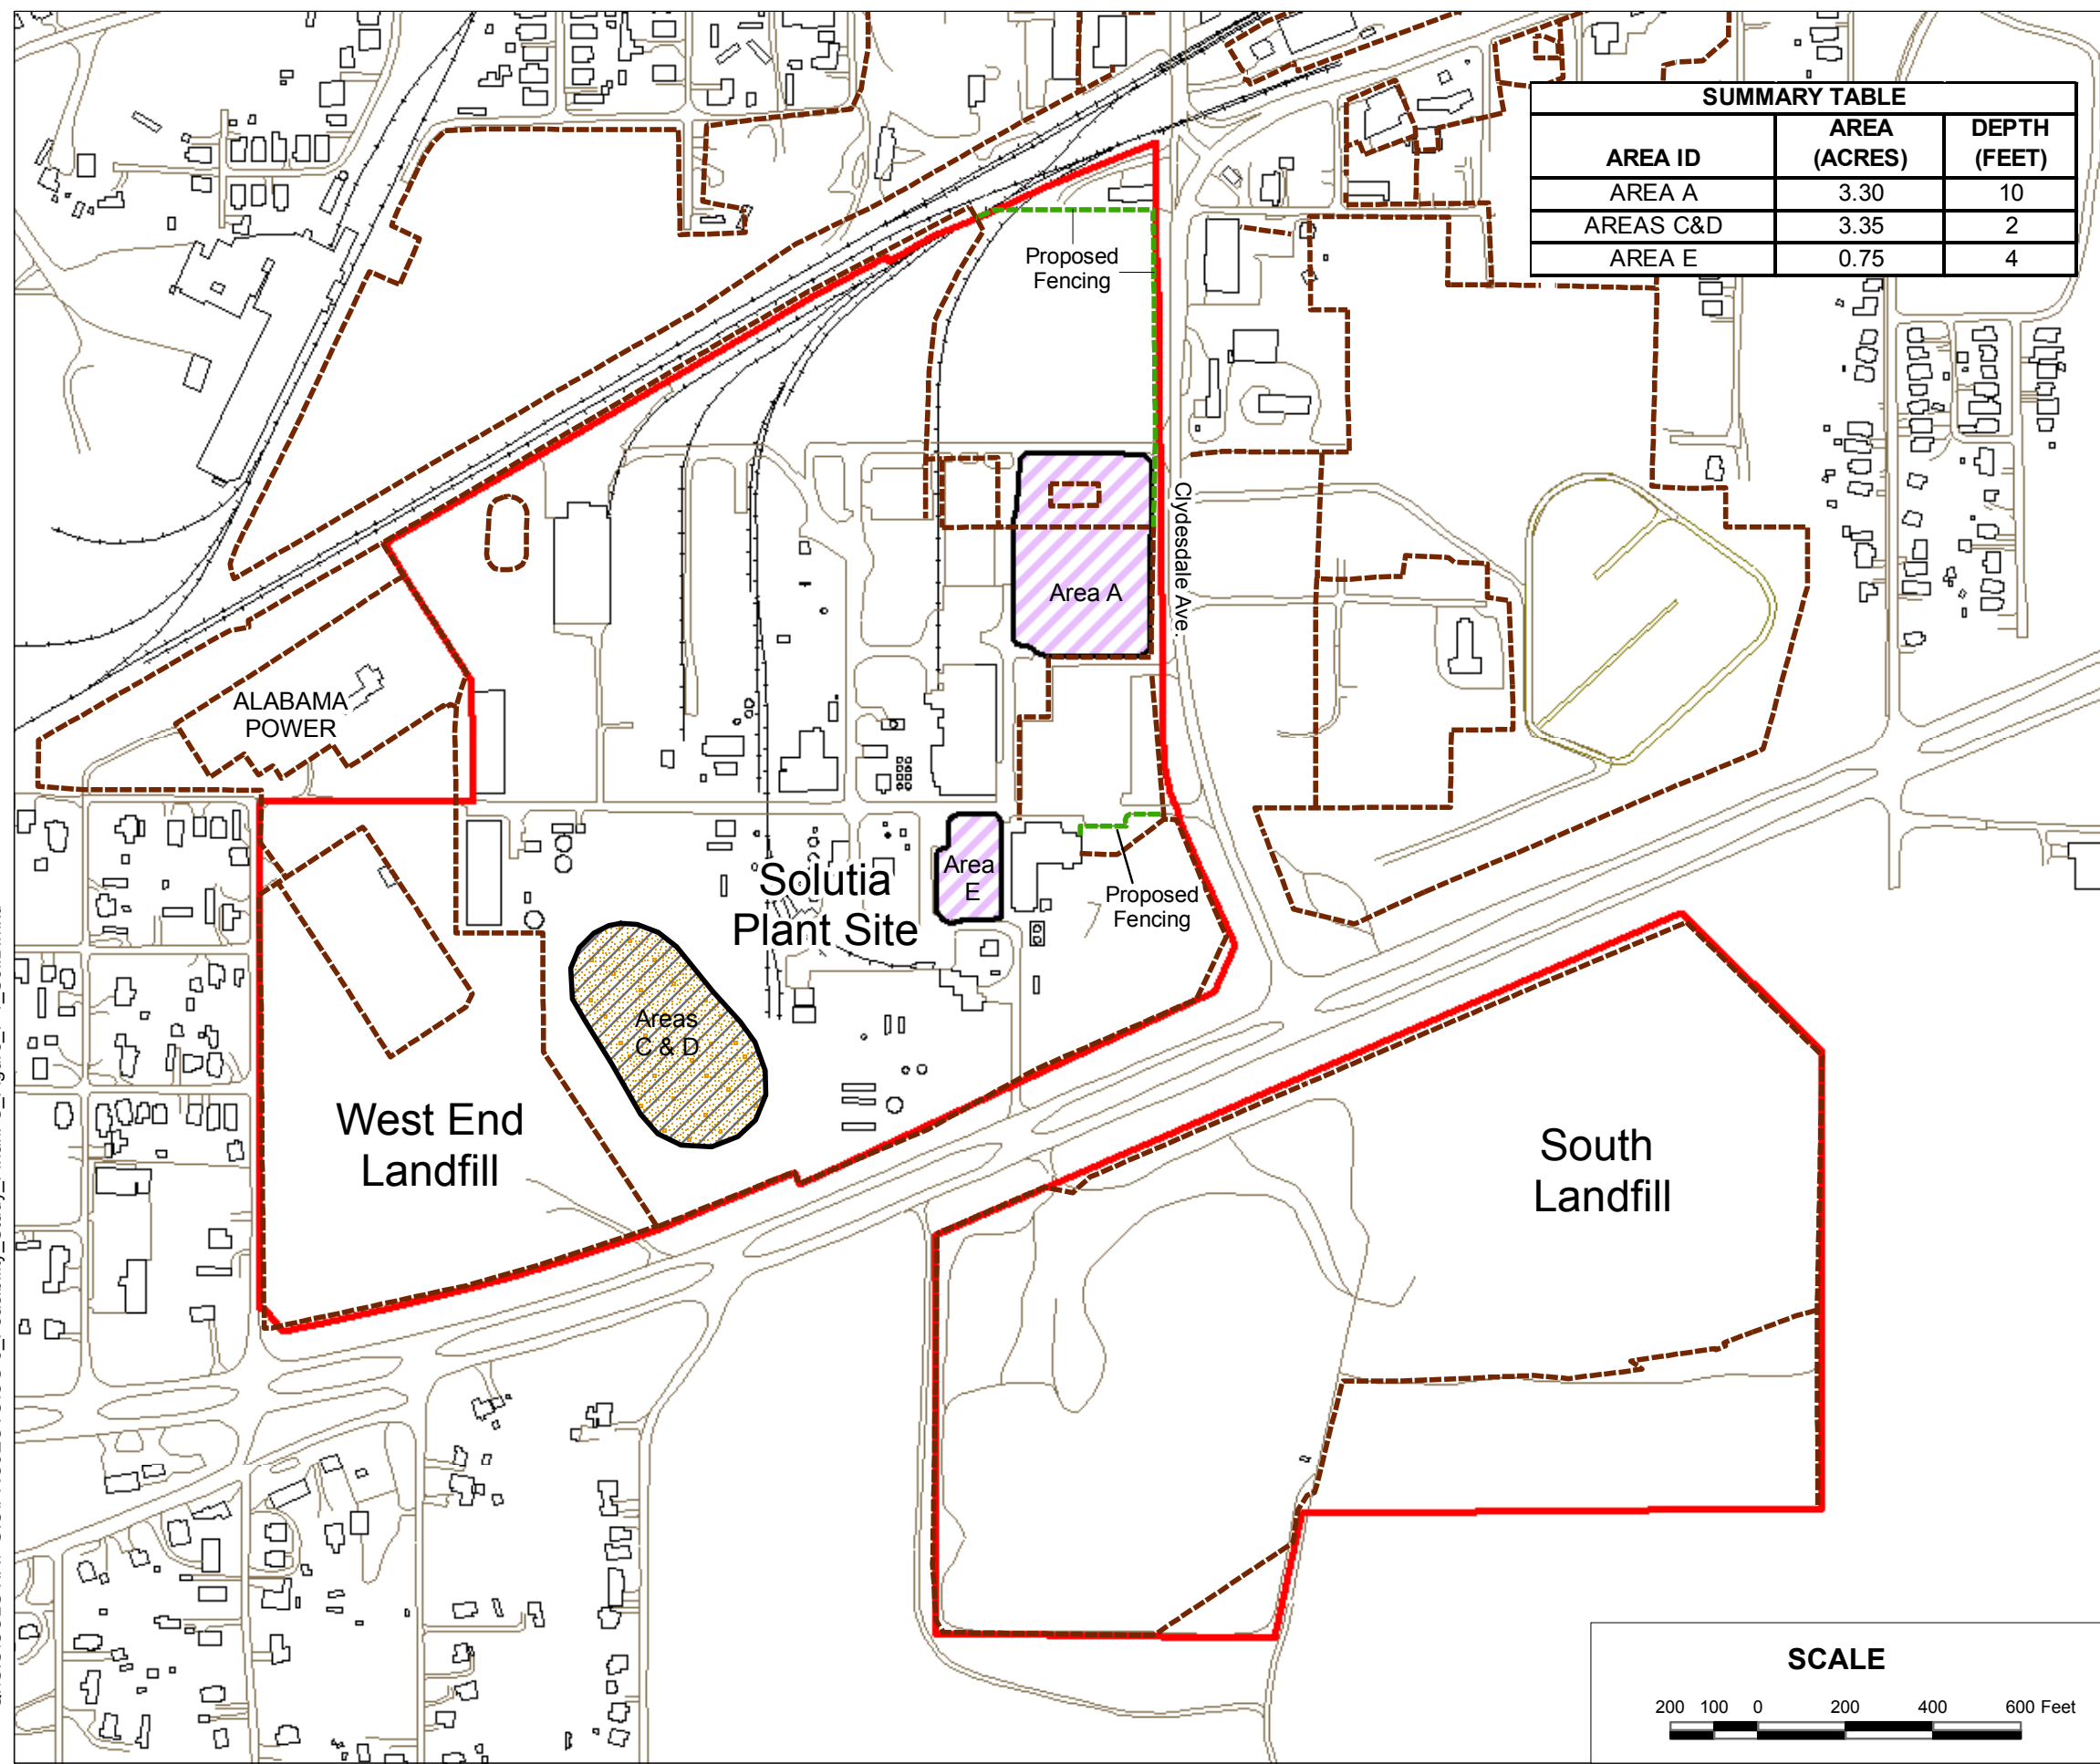 SUMMARY TABLE
AREA ID AREA (ACRES) DEPTH (FEET)
AREA A 3.30 10
AREAS C&D 3.35 2
AREA E 0.75 4
Proposed
Fencing
Clydesdale Ave.
Area A
ALABAMA
POWER
Area
E
Solutia
Plant Site
Proposed
Fencing
Areas
C & D
West End
Landfill
South
Landfill
SCALE
200 100 0 200 400 600 Feet